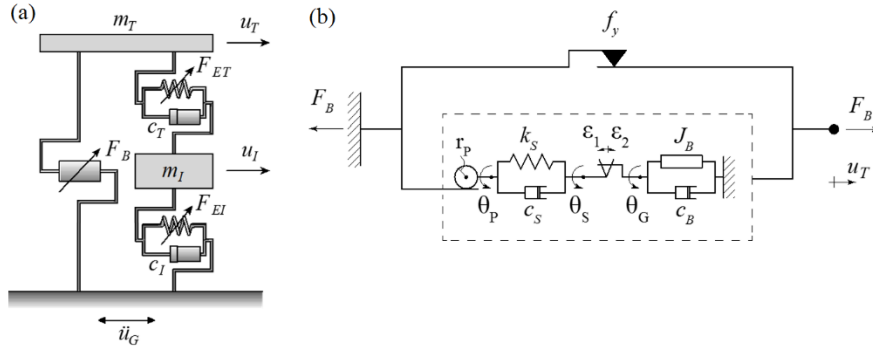 (a)
m_T
u_T
F_ET
c_T
F_B
m_I
u_I
F_EI
c_I
ü_G
(b)
f_y
F_B
F_B
r_P
k_S
ε_1 ε_2
J_B
u_T
θ_P
c_S
θ_S
θ_G
c_B